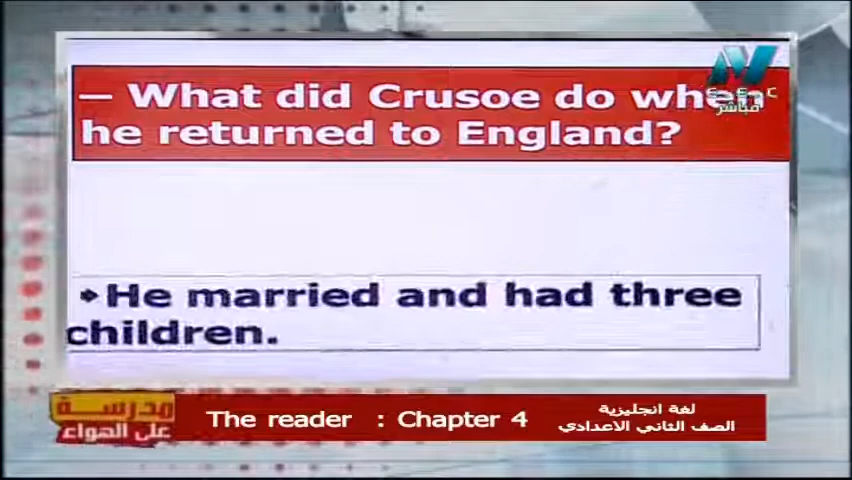 — What did Crusoe do when
he returned to England?
مباشر
➧He married and had three
children.
مدرسة
على الهواء
The reader : Chapter 4
لغة انجليزية
الصف الثاني الاعدادي